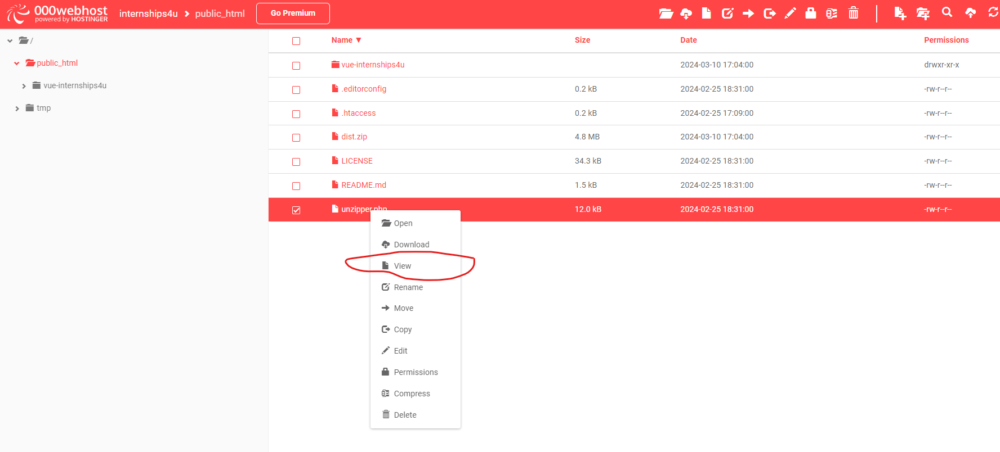 000webhost
powered by HOSTINGER
internships4u > public_html
Go Premium
/
public_html
vue-internships4u
tmp
Name ▼ Size Date Permissions
vue-internships4u 2024-03-10 17:04:00 drwxr-xr-x
.editorconfig 0.2 kB 2024-02-25 18:31:00 -rw-r--r--
.htaccess 0.2 kB 2024-02-25 17:09:00 -rw-r--r--
dist.zip 4.8 MB 2024-03-10 17:04:00 -rw-r--r--
LICENSE 34.3 kB 2024-02-25 18:31:00 -rw-r--r--
README.md 1.5 kB 2024-02-25 18:31:00 -rw-r--r--
unzipper.php 12.0 kB 2024-02-25 18:31:00 -rw-r--r--
Open
Download
View
Rename
Move
Copy
Edit
Permissions
Compress
Delete